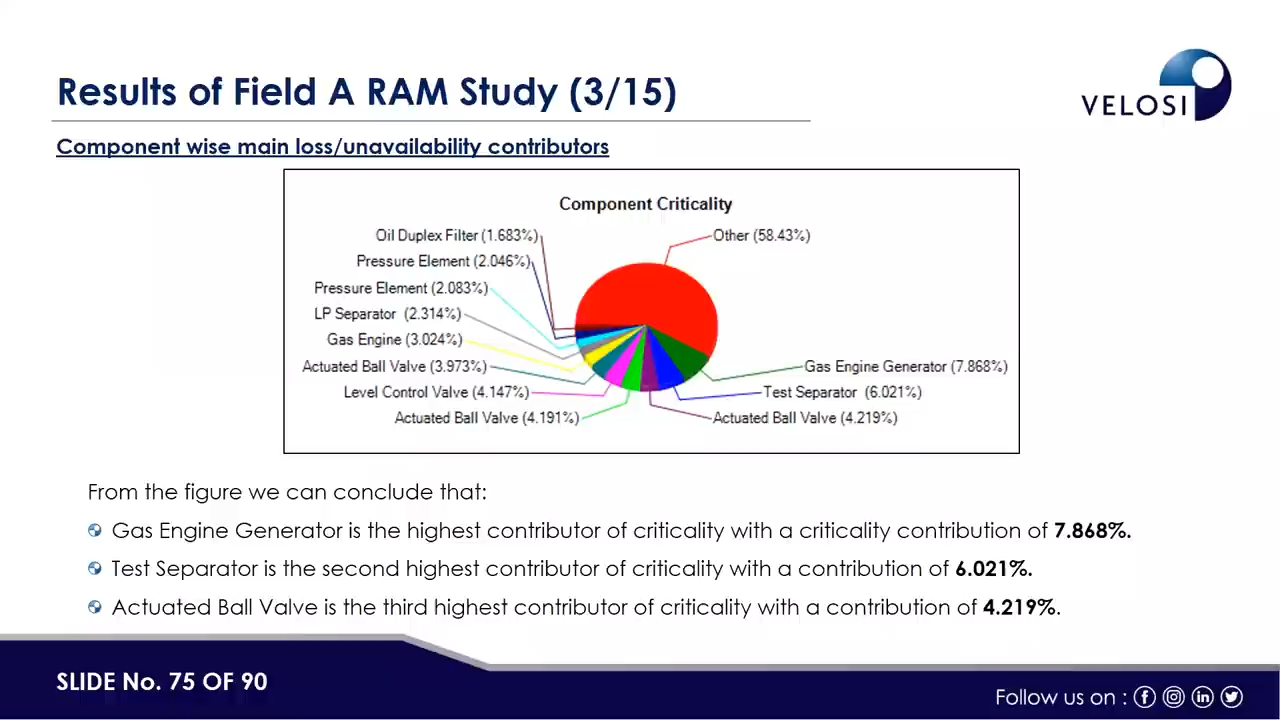 Results of Field A RAM Study (3/15)
VELOSI
Component wise main loss/unavailability contributors
Component Criticality
Oil Duplex Filter (1.683%)
Other (58.43%)
Pressure Element (2.046%)
Pressure Element (2.083%)
LP Separator (2.314%)
Gas Engine (3.024%)
Actuated Ball Valve (3.973%)
Gas Engine Generator (7.868%)
Level Control Valve (4.147%)
Test Separator (6.021%)
Actuated Ball Valve (4.191%)
Actuated Ball Valve (4.219%)
From the figure we can conclude that:
Gas Engine Generator is the highest contributor of criticality with a criticality contribution of 7.868%.
Test Separator is the second highest contributor of criticality with a contribution of 6.021%.
Actuated Ball Valve is the third highest contributor of criticality with a contribution of 4.219%.
SLIDE No. 75 OF 90
Follow us on :